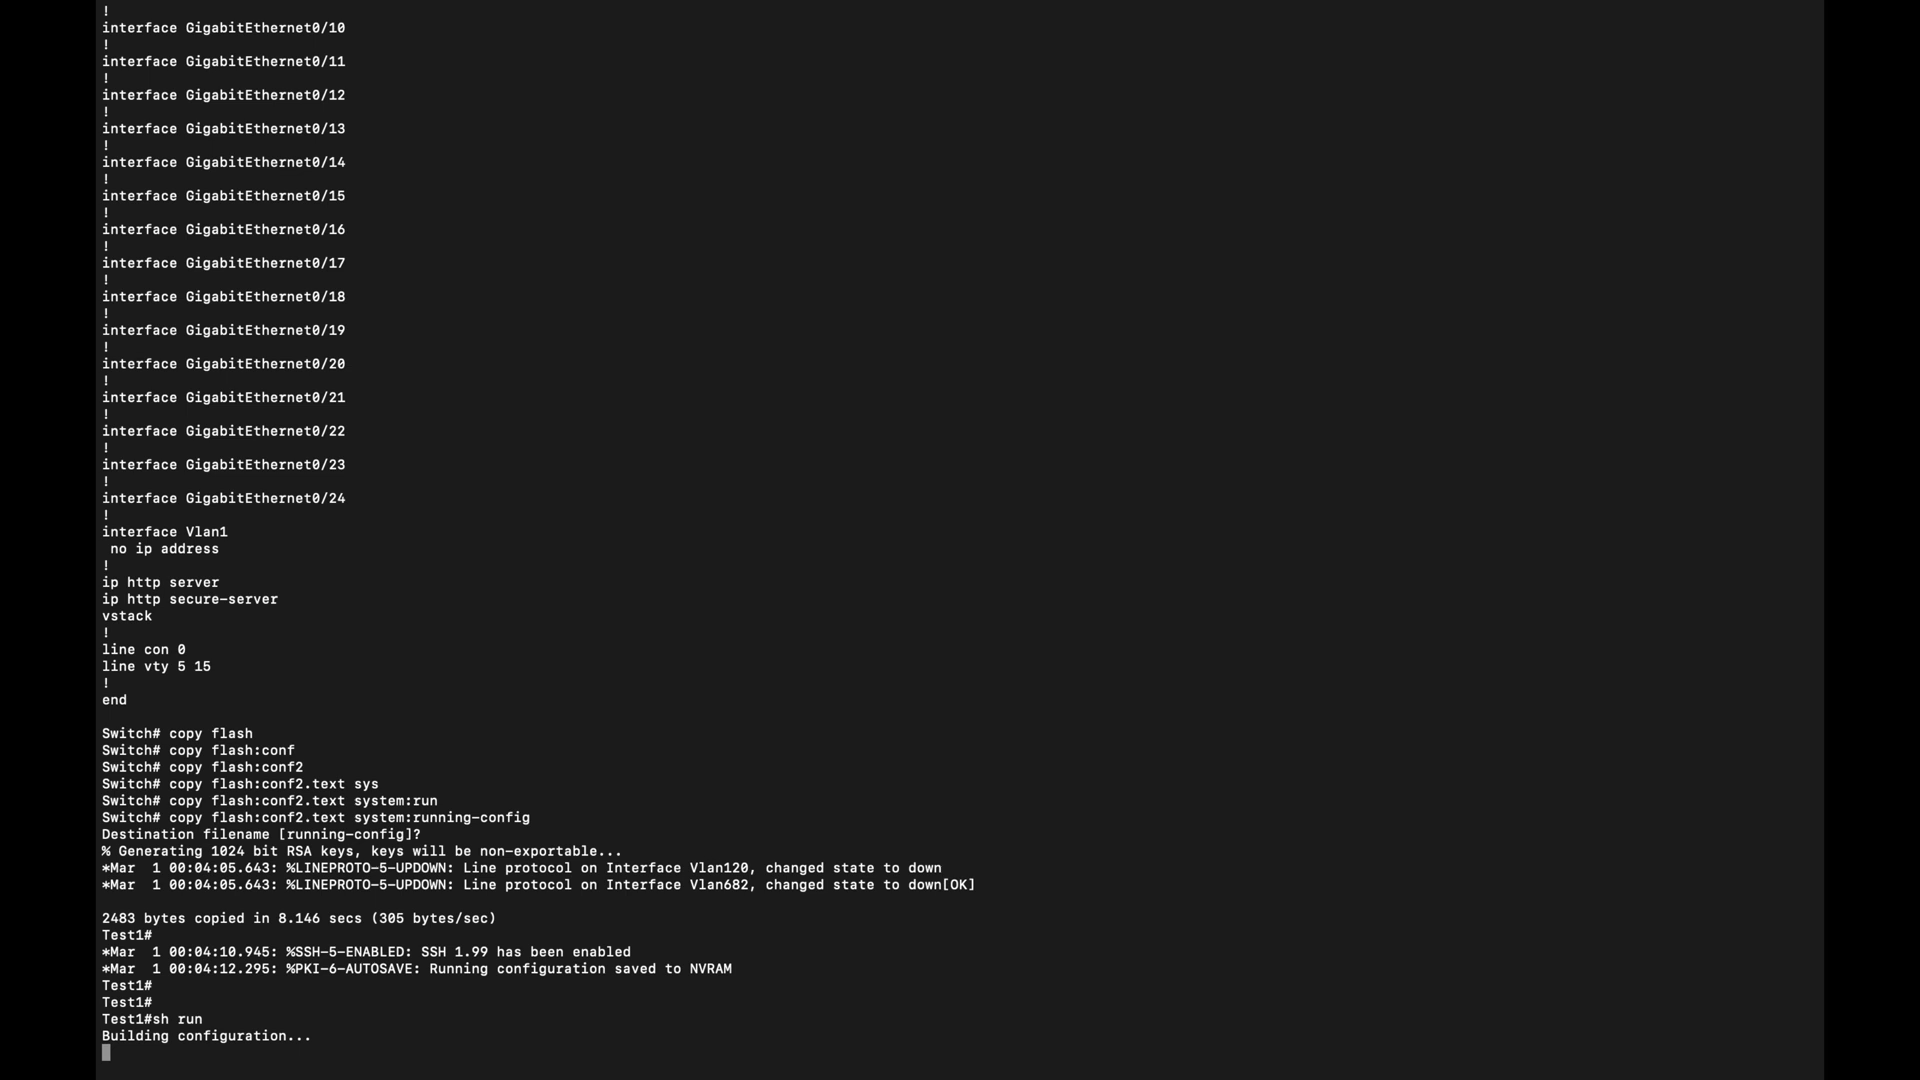 !
interface GigabitEthernet0/10
!
interface GigabitEthernet0/11
!
interface GigabitEthernet0/12
!
interface GigabitEthernet0/13
!
interface GigabitEthernet0/14
!
interface GigabitEthernet0/15
!
interface GigabitEthernet0/16
!
interface GigabitEthernet0/17
!
interface GigabitEthernet0/18
!
interface GigabitEthernet0/19
!
interface GigabitEthernet0/20
!
interface GigabitEthernet0/21
!
interface GigabitEthernet0/22
!
interface GigabitEthernet0/23
!
interface GigabitEthernet0/24
!
interface Vlan1
 no ip address
!
ip http server
ip http secure-server
vstack
!
line con 0
line vty 5 15
!
end

Switch# copy flash
Switch# copy flash:conf
Switch# copy flash:conf2
Switch# copy flash:conf2.text sys
Switch# copy flash:conf2.text system:run
Switch# copy flash:conf2.text system:running-config
Destination filename [running-config]?
% Generating 1024 bit RSA keys, keys will be non-exportable...
*Mar  1 00:04:05.643: %LINEPROTO-5-UPDOWN: Line protocol on Interface Vlan120, changed state to down
*Mar  1 00:04:05.643: %LINEPROTO-5-UPDOWN: Line protocol on Interface Vlan682, changed state to down[OK]

2483 bytes copied in 8.146 secs (305 bytes/sec)
Test1#
*Mar  1 00:04:10.945: %SSH-5-ENABLED: SSH 1.99 has been enabled
*Mar  1 00:04:12.295: %PKI-6-AUTOSAVE: Running configuration saved to NVRAM
Test1#
Test1#
Test1#sh run
Building configuration...